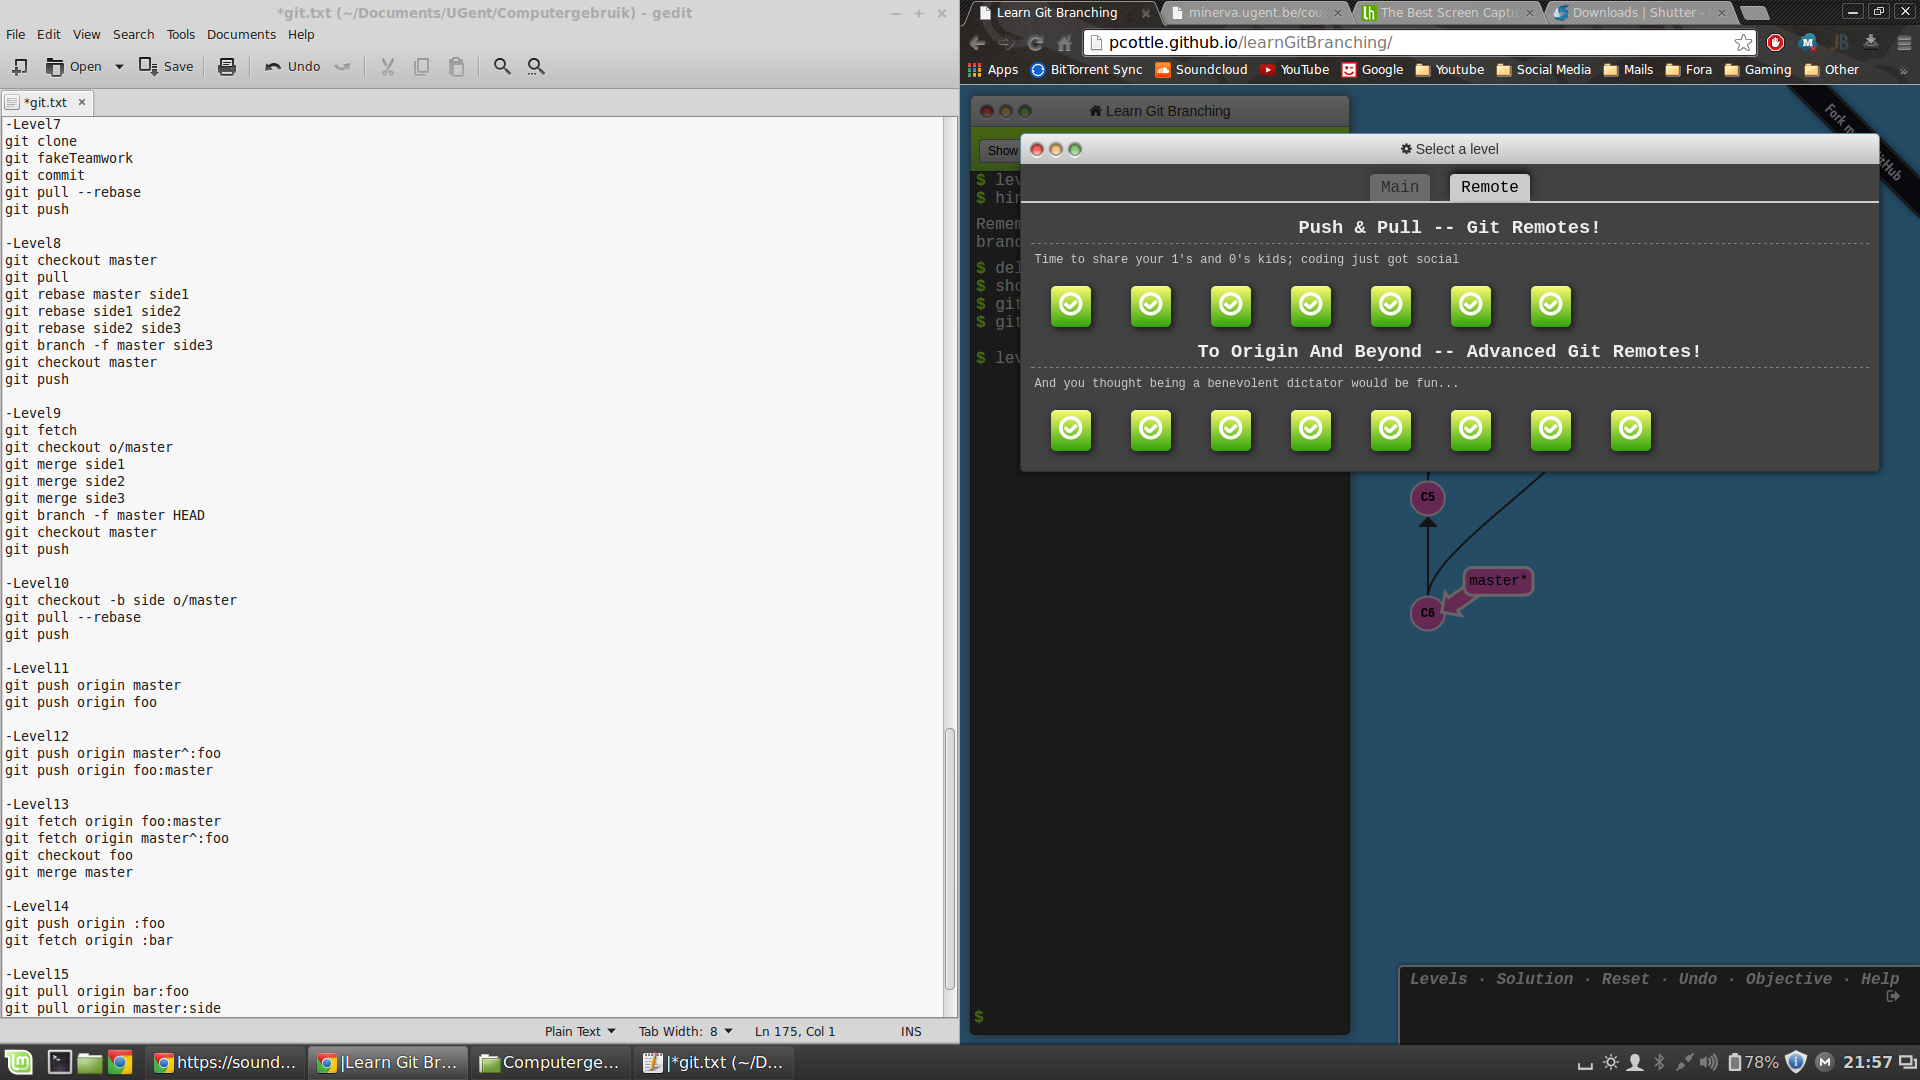 *git.txt (~/Documents/UGent/Computergebruik) - gedit
File Edit View Search Tools Documents Help
Open Save Undo
*git.txt
-Level7
git clone
git fakeTeamwork
git commit
git pull --rebase
git push
-Level8
git checkout master
git pull
git rebase master side1
git rebase side1 side2
git rebase side2 side3
git branch -f master side3
git checkout master
git push
-Level9
git fetch
git checkout o/master
git merge side1
git merge side2
git merge side3
git branch -f master HEAD
git checkout master
git push
-Level10
git checkout -b side o/master
git pull --rebase
git push
-Level11
git push origin master
git push origin foo
-Level12
git push origin master^:foo
git push origin foo:master
-Level13
git fetch origin foo:master
git fetch origin master^:foo
git checkout foo
git merge master
-Level14
git push origin :foo
git fetch origin :bar
-Level15
git pull origin bar:foo
git pull origin master:side
Plain Text Tab Width: 8 Ln 175, Col 1 INS
Learn Git Branching minerva.ugent.be/cou The Best Screen Captu Downloads | Shutter -
pcottle.github.io/learnGitBranching/
Apps BitTorrent Sync Soundcloud YouTube Google Youtube Social Media Mails Fora Gaming Other »
Learn Git Branching
Show
$ lev
$ hin
Remem
branc
$ del
$ sho
$ git
$ git
$ lev
$
Select a level
Main Remote
Push & Pull -- Git Remotes!
Time to share your 1's and 0's kids; coding just got social
To Origin And Beyond -- Advanced Git Remotes!
And you thought being a benevolent dictator would be fun...
Fork m
itHub
C5
master*
C6
Levels · Solution · Reset · Undo · Objective · Help
https://sound... |Learn Git Br... Computerge... |*git.txt (~/D... 78% M 21:57